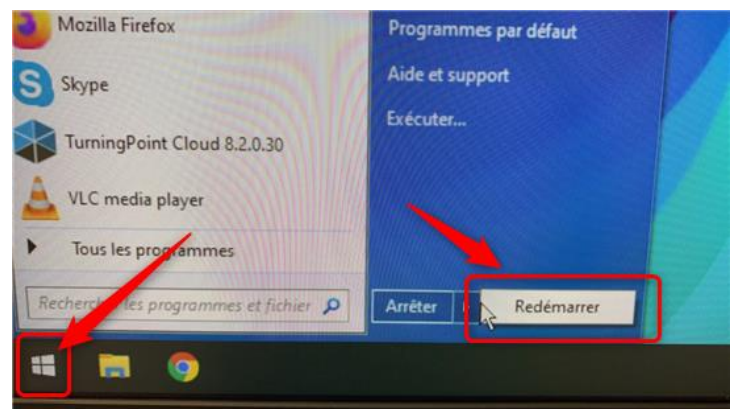 Mozilla Firefox
Skype
TurningPoint Cloud 8.2.0.30
VLC media player
Tous les programmes
Rechercher les programmes et fichier
Programmes par défaut
Aide et support
Exécuter...
Arrêter
Redémarrer